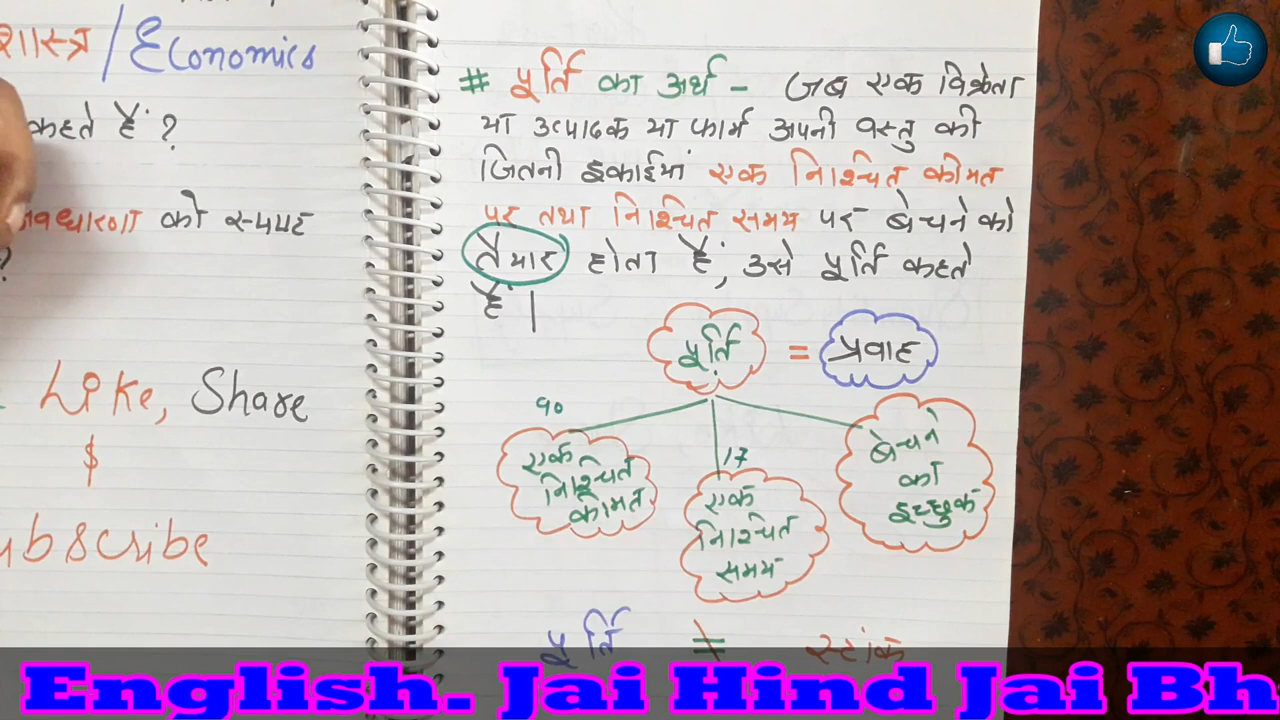 शास्त्र / Economics
कहते हैं ?
अवधारणा को स्पष्ट
?
Like, Share
$
ubscribe
# पूर्ति का अर्थ - जब एक विक्रेता
या उत्पादक या फार्म अपनी वस्तु की
जितनी इकाईयां एक निश्चित कीमत
पर तथा निश्चित समय पर बेचने को
तैयार होता है, उसे पूर्ति कहते
हैं |
पूर्ति = प्रवाह
१०
17
एक
निश्चित
कीमत
एक
निश्चित
समय
बेचने
का
इच्छुक
पूर्ति ≠ स्टांक
English. Jai Hind Jai Bh